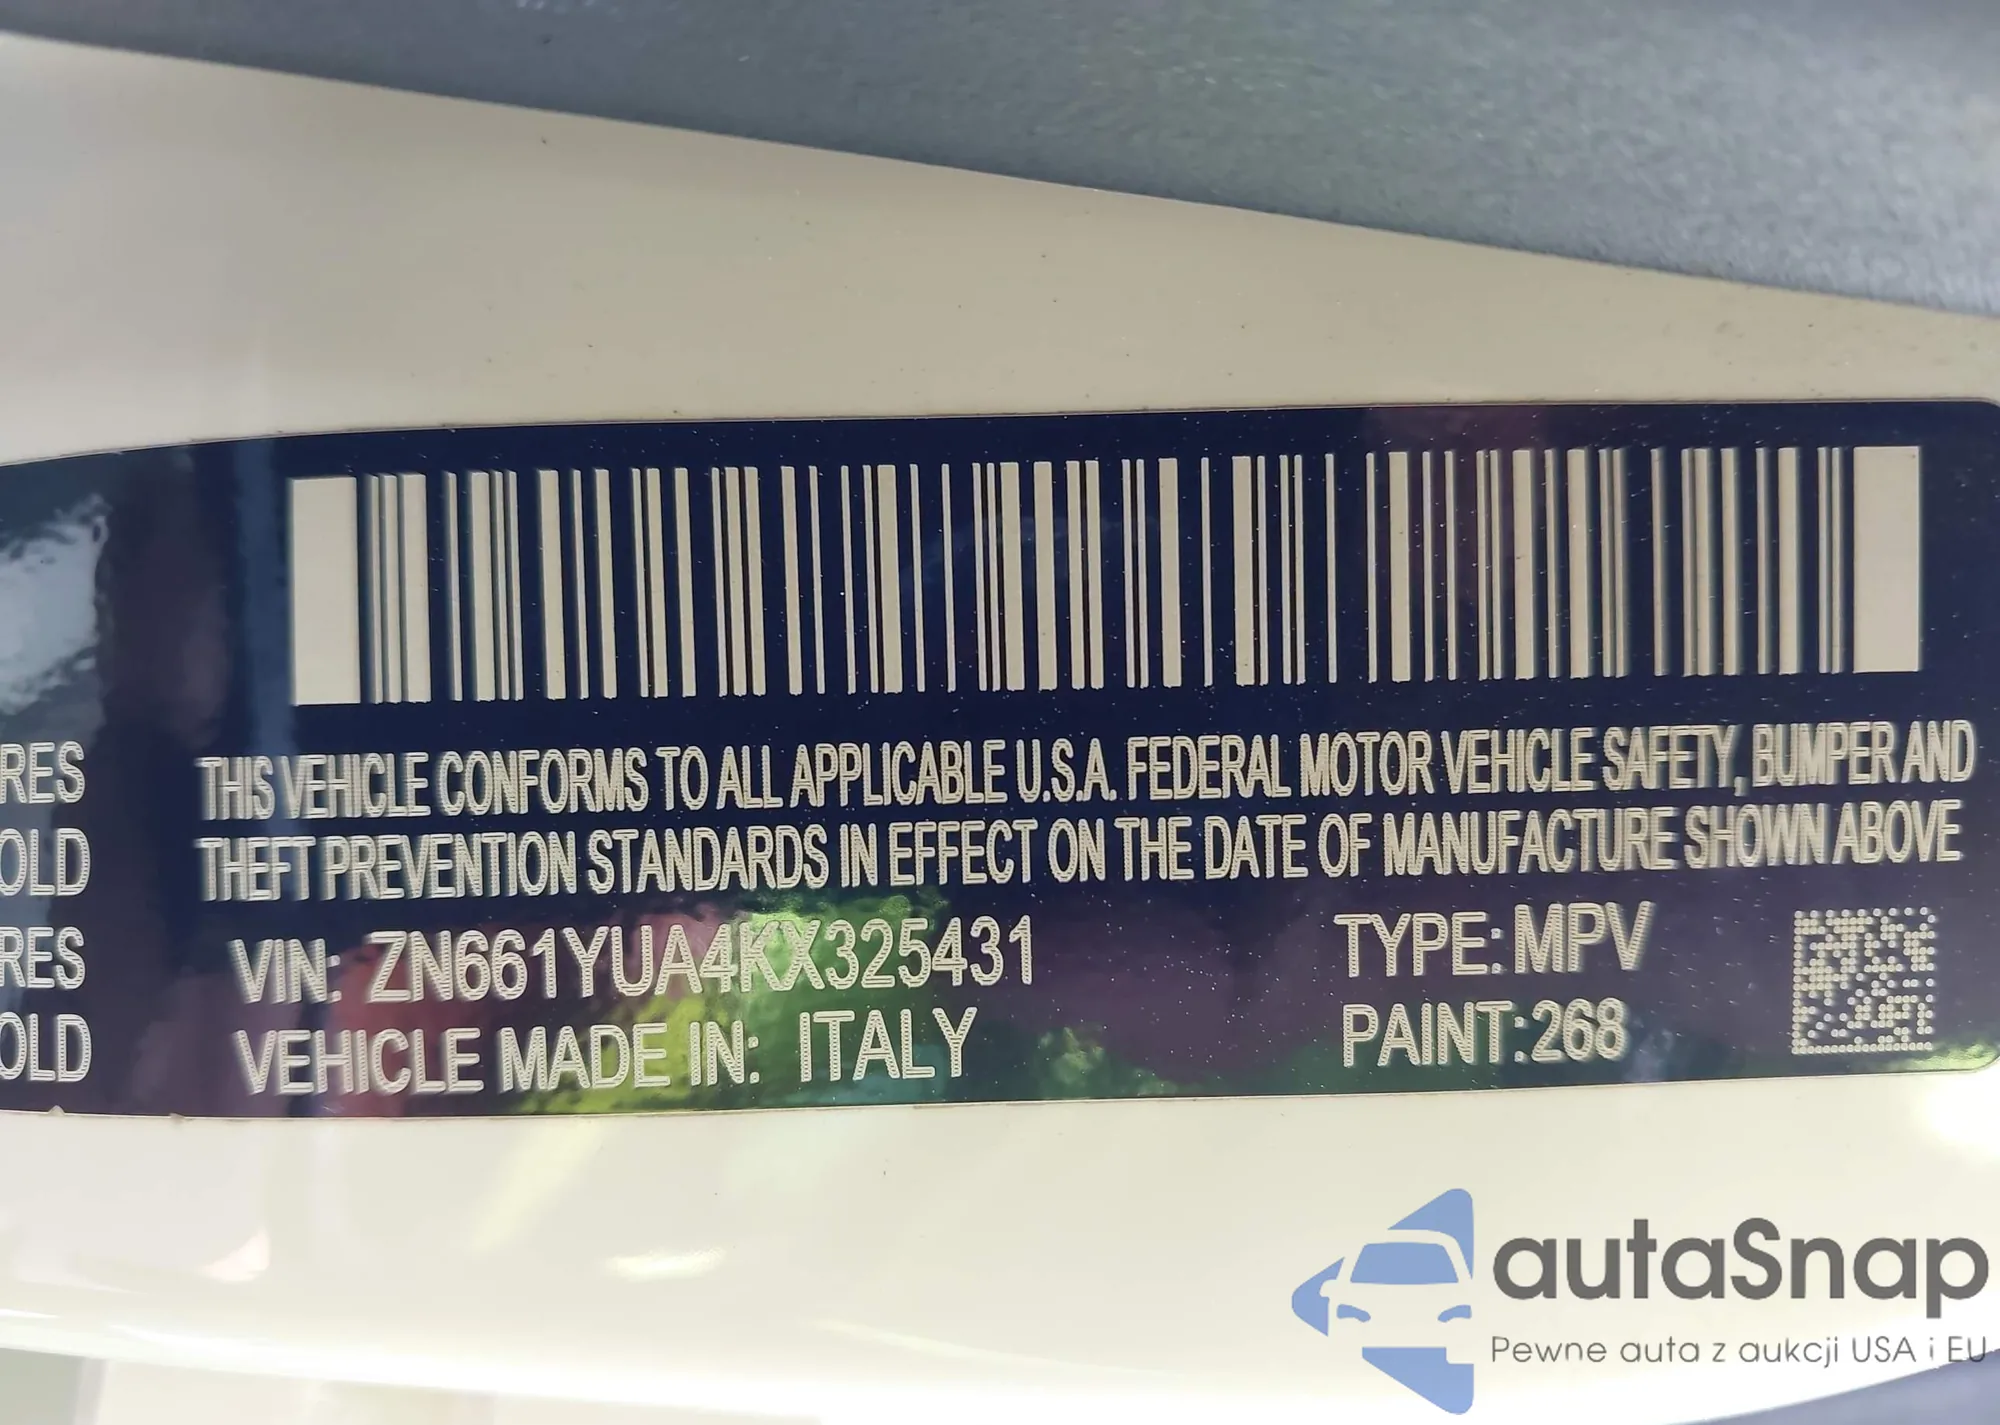 RES
OLD
RES
OLD
THIS VEHICLE CONFORMS TO ALL APPLICABLE U.S.A. FEDERAL MOTOR VEHICLE SAFETY, BUMPER AND
THEFT PREVENTION STANDARDS IN EFFECT ON THE DATE OF MANUFACTURE SHOWN ABOVE
VIN: ZN661YUA4KX325431
TYPE: MPV
VEHICLE MADE IN: ITALY
PAINT:268
autaSnap
Pewne auta z aukcji USA i EU